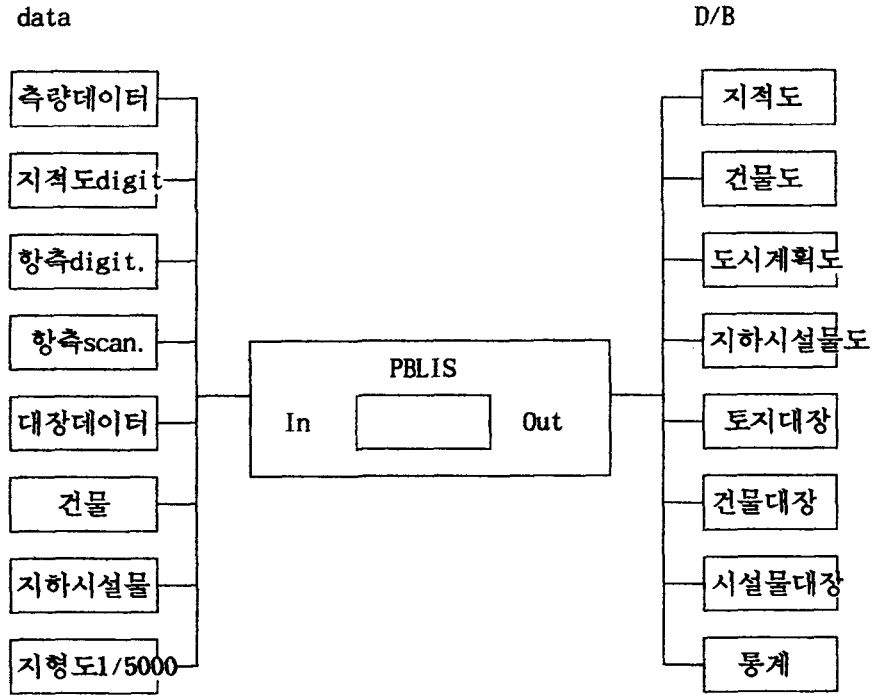 data
D/B
측량데이터
지적도digit
항측digit.
항측scan.
대장데이터
건물
지하시설물
지형도1/5000
PBLIS
In
Out
지적도
건물도
도시계획도
지하시설물도
토지대장
건물대장
시설물대장
통계